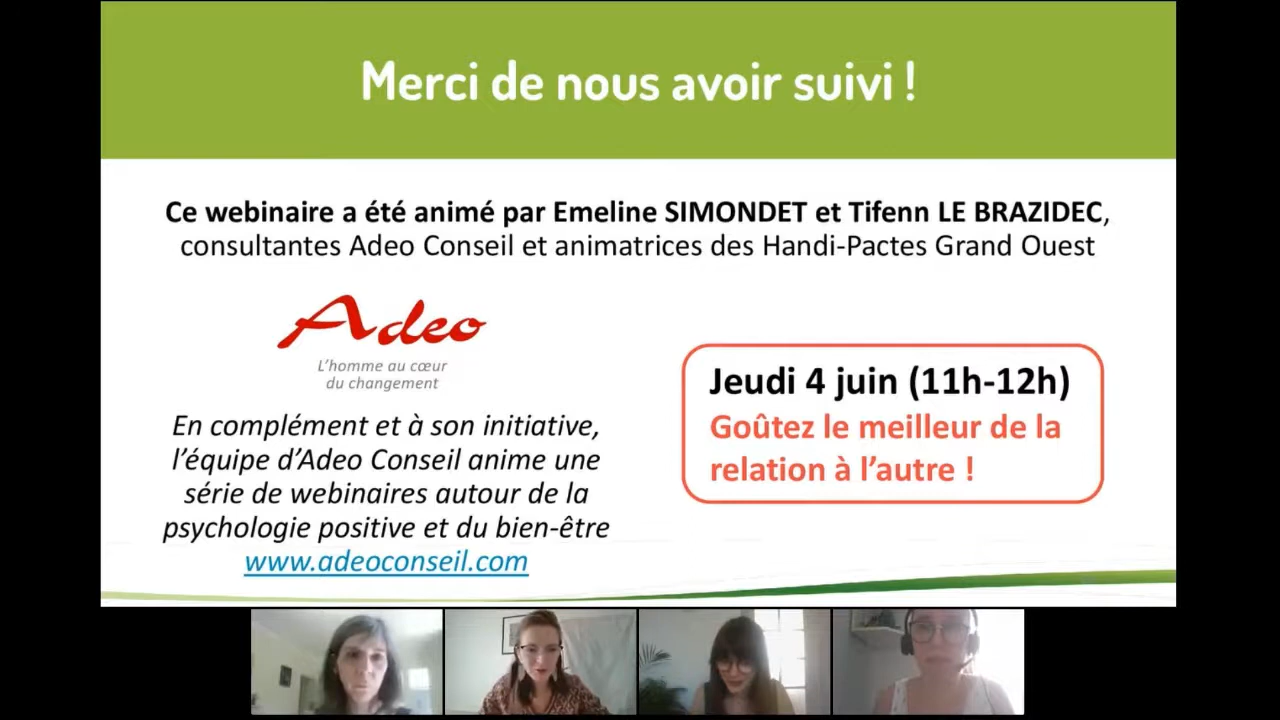 Merci de nous avoir suivi !
Ce webinaire a été animé par Emeline SIMONDET et Tifenn LE BRAZIDEC,
consultantes Adeo Conseil et animatrices des Handi-Pactes Grand Ouest
Adeo
L’homme au cœur
du changement
En complément et à son initiative,
l’équipe d’Adeo Conseil anime une
série de webinaires autour de la
psychologie positive et du bien-être
www.adeoconseil.com
Jeudi 4 juin (11h-12h)
Goûtez le meilleur de la
relation à l’autre !